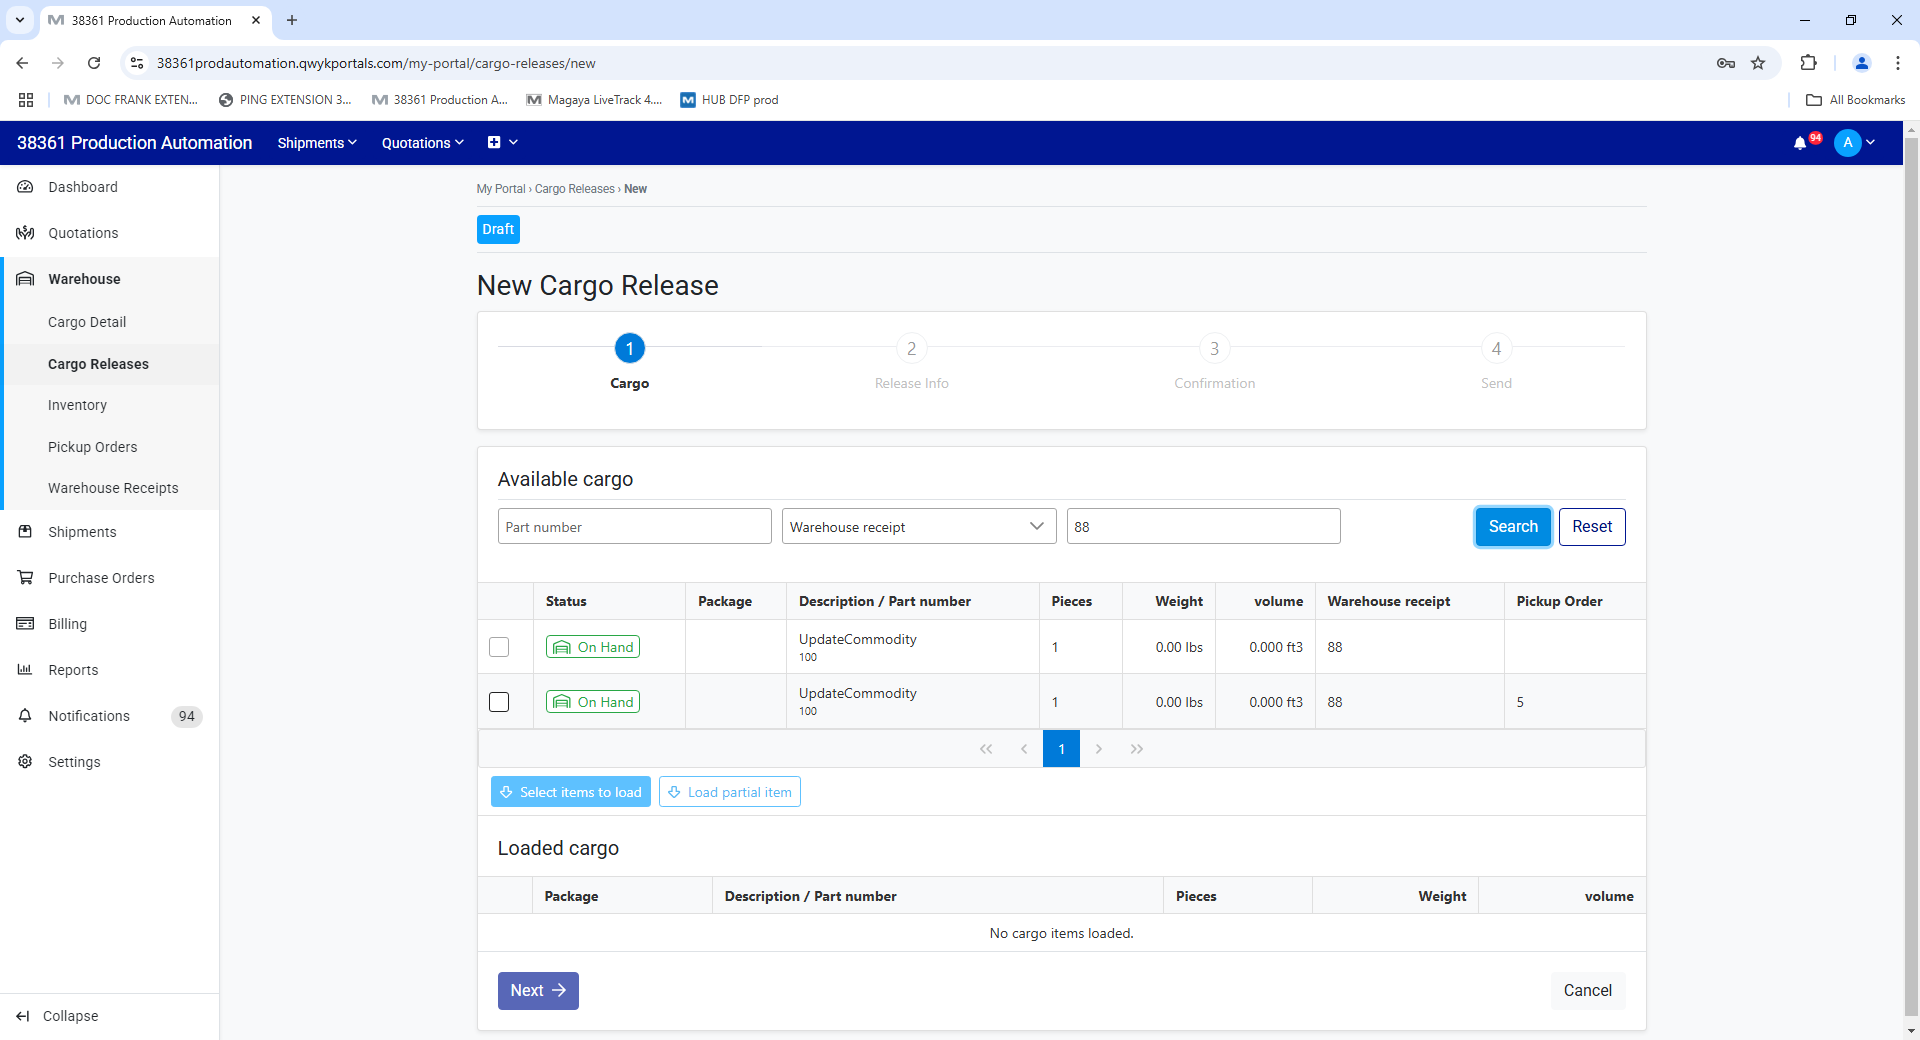 38361 Production Automation
38361prodautomation.qwykportals.com/my-portal/cargo-releases/new
DOC FRANK EXTEN... PING EXTENSION 3... 38361 Production A... Magaya LiveTrack 4.... HUB DFP prod All Bookmarks
38361 Production Automation Shipments Quotations 94 A
Dashboard
Quotations
Warehouse
Cargo Detail
Cargo Releases
Inventory
Pickup Orders
Warehouse Receipts
Shipments
Purchase Orders
Billing
Reports
Notifications 94
Settings
Collapse
My Portal › Cargo Releases › New
Draft
New Cargo Release
1 2 3 4
Cargo Release Info Confirmation Send
Available cargo
Part number Warehouse receipt 88 Search Reset
Status Package Description / Part number Pieces Weight volume Warehouse receipt Pickup Order
On Hand UpdateCommodity 1 0.00 lbs 0.000 ft3 88
100
On Hand UpdateCommodity 1 0.00 lbs 0.000 ft3 88 5
100
1
Select items to load Load partial item
Loaded cargo
Package Description / Part number Pieces Weight volume
No cargo items loaded.
Next Cancel